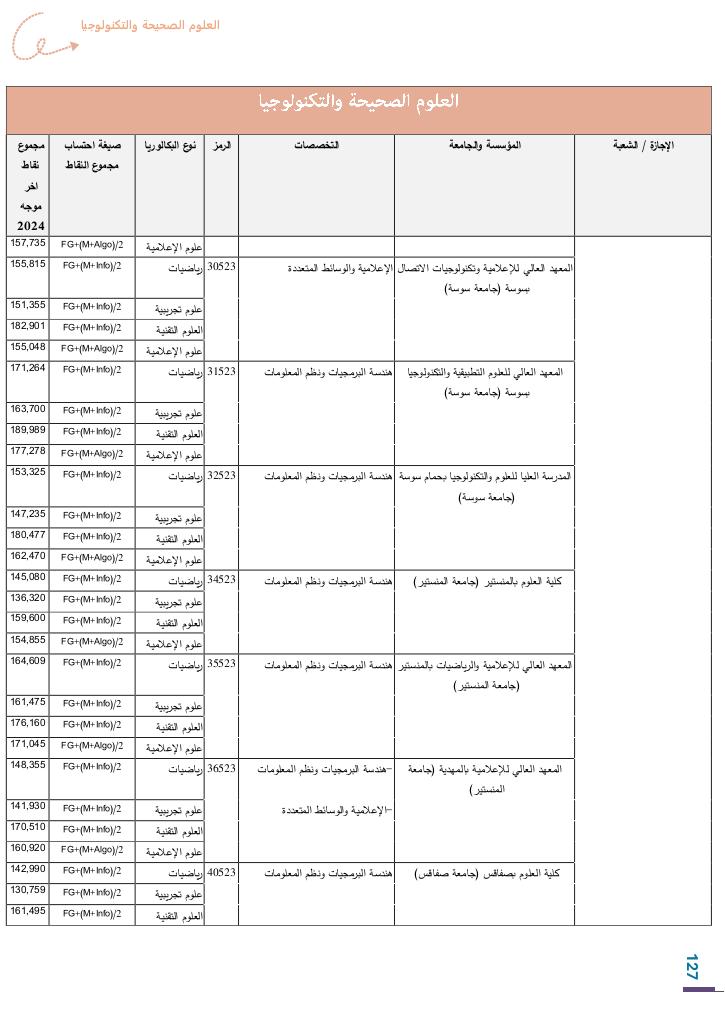 العلوم الصحيحة والتكنولوجيا
العلوم الصحيحة والتكنولوجيا
الإجازة / الشعبة المؤسسة والجامعة التخصصات الرمز نوع البكالوريا صيغة احتساب مجموع النقاط مجموع نقاط اخر موجه 2024
علوم الإعلامية FG+(M+Algo)/2 157,735
المعهد العالي للإعلامية وتكنولوجيات الاتصال بسوسة (جامعة سوسة) الإعلامية والوسائط المتعددة 30523 رياضيات FG+(M+Info)/2 155,815
علوم تجريبية FG+(M+Info)/2 151,355
العلوم التقنية FG+(M+Info)/2 182,901
علوم الإعلامية FG+(M+Algo)/2 155,048
المعهد العالي للعلوم التطبيقية والتكنولوجيا بسوسة (جامعة سوسة) هندسة البرمجيات ونظم المعلومات 31523 رياضيات FG+(M+Info)/2 171,264
علوم تجريبية FG+(M+Info)/2 163,700
العلوم التقنية FG+(M+Info)/2 189,989
علوم الإعلامية FG+(M+Algo)/2 177,278
المدرسة العليا للعلوم والتكنولوجيا بحمام سوسة (جامعة سوسة) هندسة البرمجيات ونظم المعلومات 32523 رياضيات FG+(M+Info)/2 153,325
علوم تجريبية FG+(M+Info)/2 147,235
العلوم التقنية FG+(M+Info)/2 180,477
علوم الإعلامية FG+(M+Algo)/2 162,470
كلية العلوم بالمنستير (جامعة المنستير) هندسة البرمجيات ونظم المعلومات 34523 رياضيات FG+(M+Info)/2 145,080
علوم تجريبية FG+(M+Info)/2 136,320
العلوم التقنية FG+(M+Info)/2 159,600
علوم الإعلامية FG+(M+Algo)/2 154,855
المعهد العالي للإعلامية والرياضيات بالمنستير (جامعة المنستير) هندسة البرمجيات ونظم المعلومات 35523 رياضيات FG+(M+Info)/2 164,609
علوم تجريبية FG+(M+Info)/2 161,475
العلوم التقنية FG+(M+Info)/2 176,160
علوم الإعلامية FG+(M+Algo)/2 171,045
المعهد العالي للإعلامية بالمهدية (جامعة المنستير) -هندسة البرمجيات ونظم المعلومات 36523 رياضيات FG+(M+Info)/2 148,355
-الإعلامية والوسائط المتعددة علوم تجريبية FG+(M+Info)/2 141,930
العلوم التقنية FG+(M+Info)/2 170,510
علوم الإعلامية FG+(M+Algo)/2 160,920
كلية العلوم بصفاقس (جامعة صفاقس) هندسة البرمجيات ونظم المعلومات 40523 رياضيات FG+(M+Info)/2 142,990
علوم تجريبية FG+(M+Info)/2 130,759
العلوم التقنية FG+(M+Info)/2 161,495
127